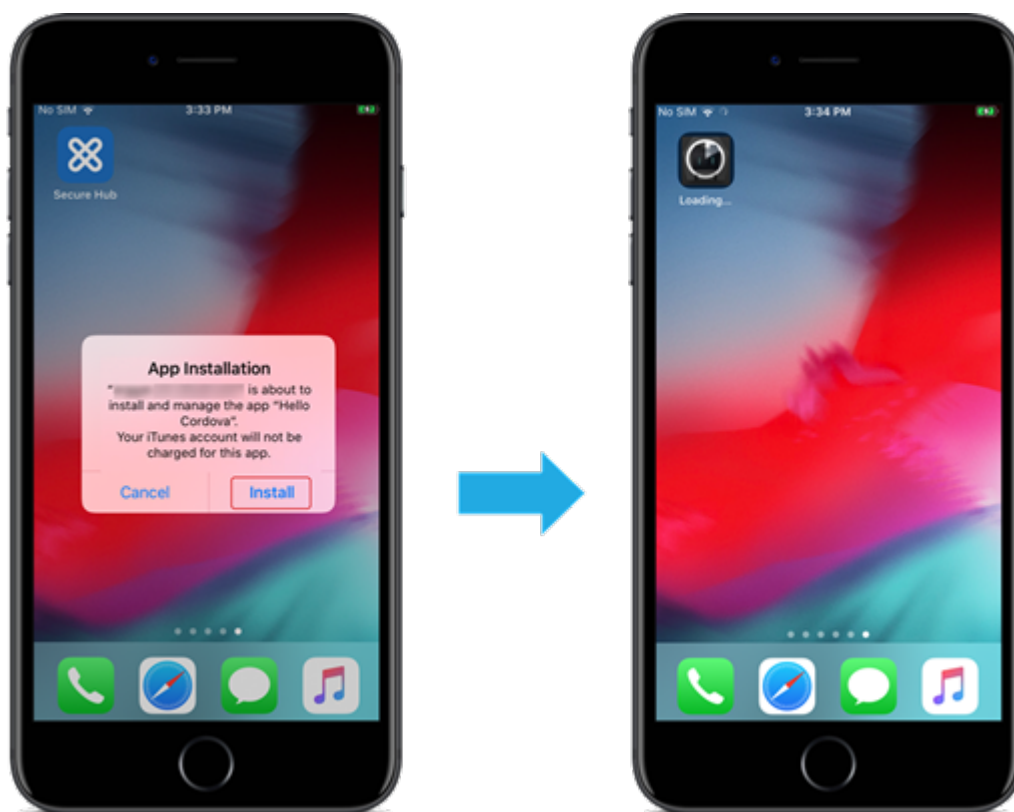 No SIM 3:33 PM
Secure Hub
App Installation
" is about to
install and manage the app "Hello
Cordova".
Your iTunes account will not be
charged for this app.
Cancel Install
No SIM 3:34 PM
Loading...